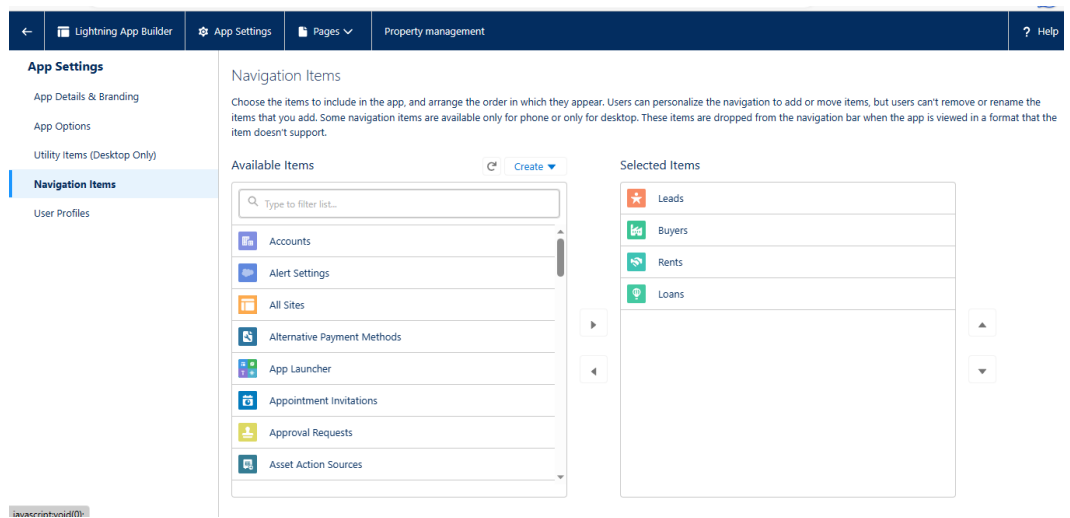 Lightning App Builder
App Settings
Pages
Property management
? Help
App Settings
App Details & Branding
App Options
Utility Items (Desktop Only)
Navigation Items
User Profiles
Navigation Items
Choose the items to include in the app, and arrange the order in which they appear. Users can personalize the navigation to add or move items, but users can't remove or rename the
items that you add. Some navigation items are available only for phone or only for desktop. These items are dropped from the navigation bar when the app is viewed in a format that the
item doesn't support.
Available Items
Create
Type to filter list...
Accounts
Alert Settings
All Sites
Alternative Payment Methods
App Launcher
Appointment Invitations
Approval Requests
Asset Action Sources
Selected Items
Leads
Buyers
Rents
Loans
javascript:void(0);